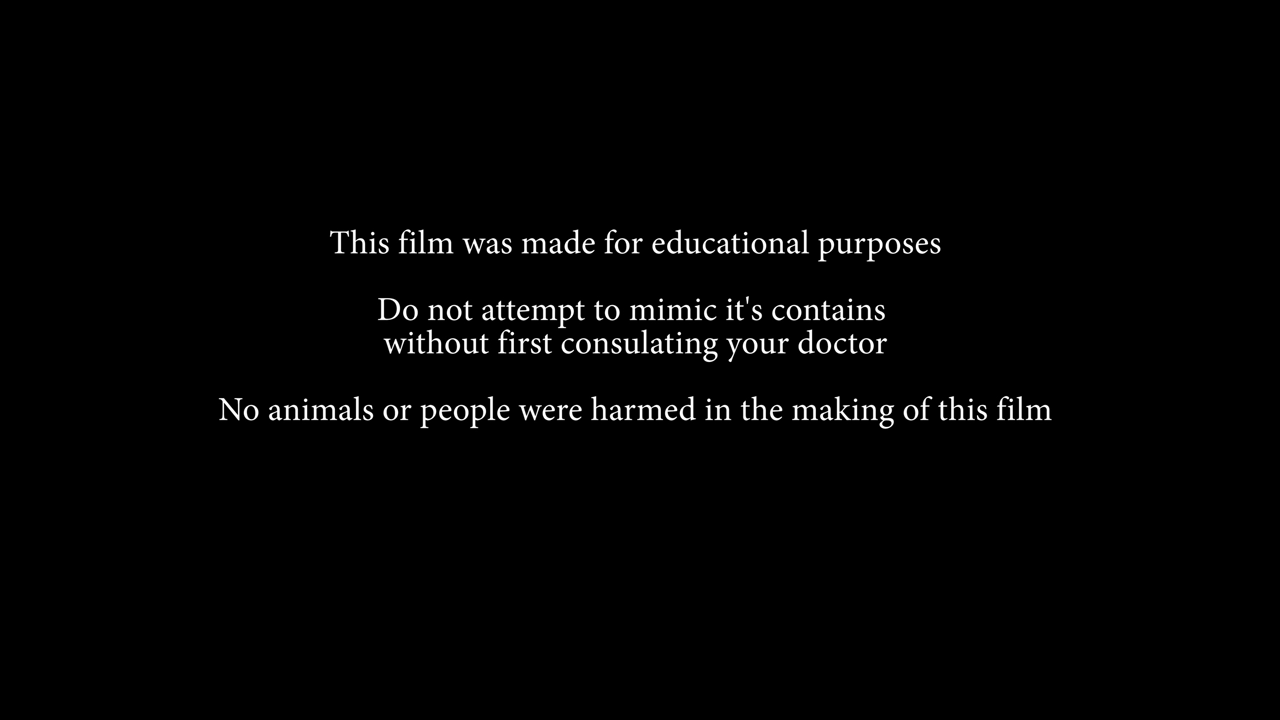 This film was made for educational purposes
Do not attempt to mimic it's contains
without first consulating your doctor
No animals or people were harmed in the making of this film